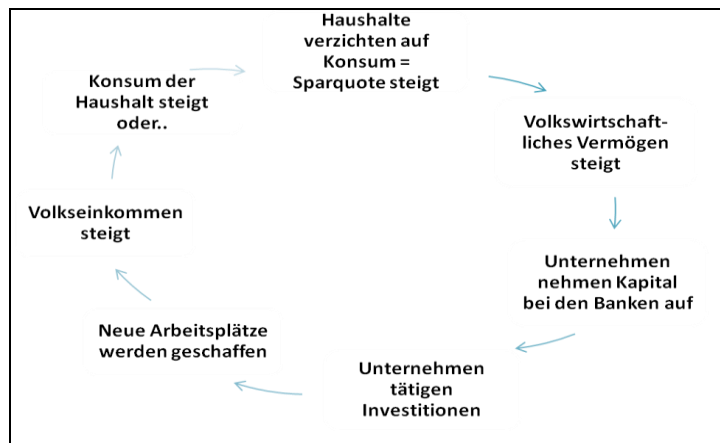 Haushalte
verzichten auf
Konsum =
Sparquote steigt
Volkswirtschaft-
liches Vermögen
steigt
Unternehmen
nehmen Kapital
bei den Banken auf
Unternehmen
tätigen
Investitionen
Neue Arbeitsplätze
werden geschaffen
Volkseinkommen
steigt
Konsum der
Haushalt steigt
oder..